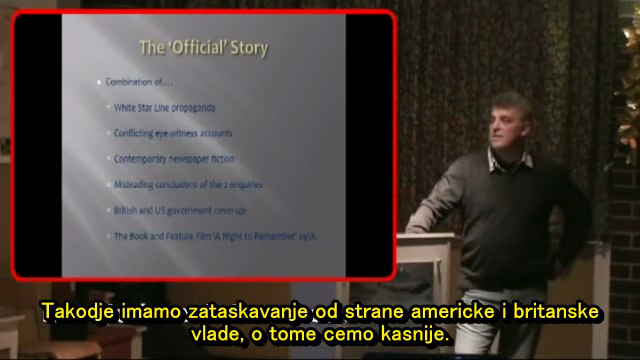 The 'Official' Story
Combination of....
White Star Line propaganda
Conflicting eye witness accounts
Contemporary newspaper fiction
Misleading conclusions of the 2 enquiries
British and US government cover-up
The Book and Feature Film 'A Night to Remember' 1958.
Takodje imamo zataskavanje od strane americke i britanske
vlade, o tome cemo kasnije.